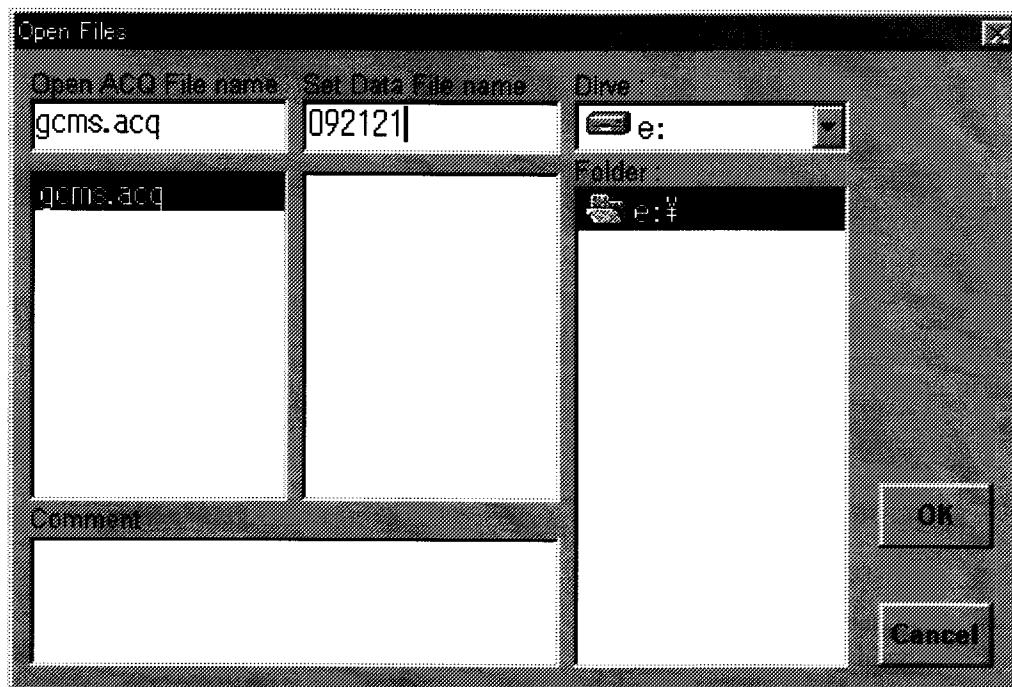 Open Files
Open ACQ File name
Set Data File name
Dirve :
gcms.acq
092121
e:
gcms.acq
Folder :
e:¥
Comment
OK
Cancel